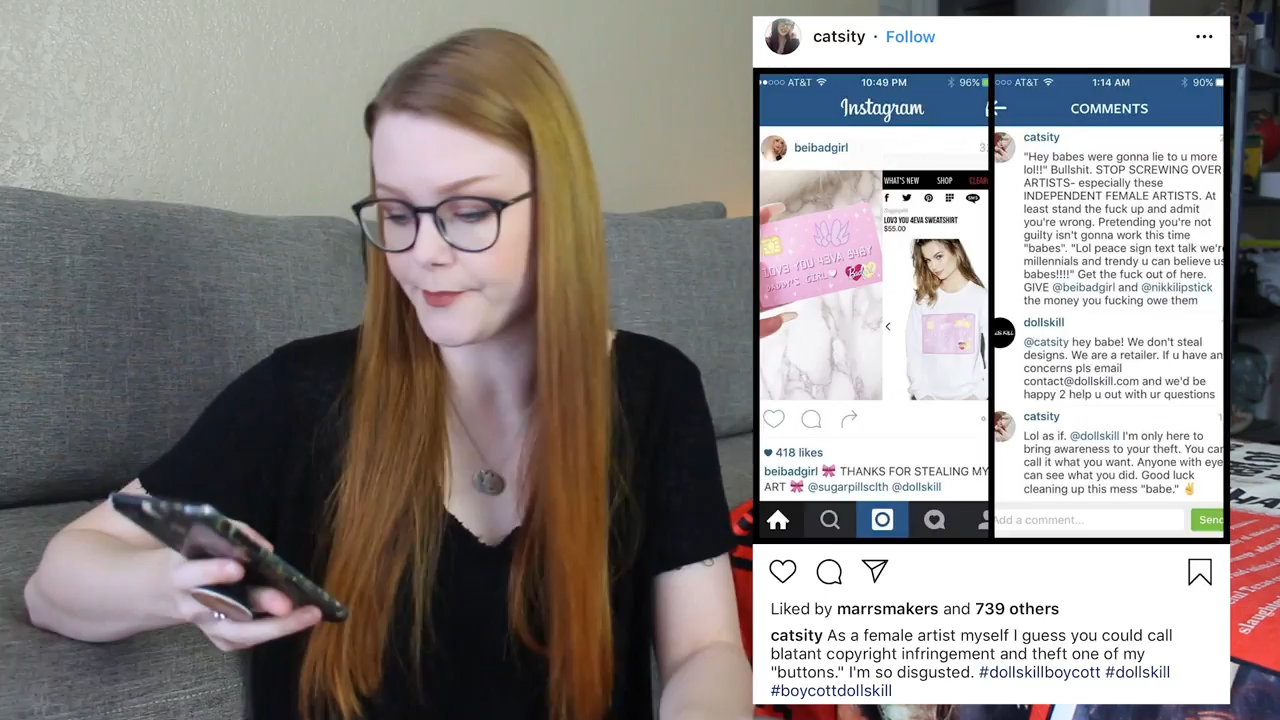 catsity · Follow
AT&T 10:49 PM 96%
Instagram
beibadgirl
LOV3 YOU 43VA BABY
DADDY'S GIRL
WHAT'S NEW SHOP CLEAR
SMS
LOV3 YOU 4EVA SWEATSHIRT
$55.00
418 likes
beibadgirl 🎀 THANKS FOR STEALING MY
ART 🎀 @sugarpillsclth @dollskill
AT&T 1:14 AM 90%
COMMENTS
catsity
"Hey babes were gonna lie to u more
lol!!" Bullshit. STOP SCREWING OVER
ARTISTS- especially these
INDEPENDENT FEMALE ARTISTS. At
least stand the fuck up and admit
you're wrong. Pretending you're not
guilty isn't gonna work this time
"babes". "Lol peace sign text talk we're
millennials and trendy u can believe us
babes!!!!" Get the fuck out of here.
GIVE @beibadgirl and @nikkilipstick
the money you fucking owe them
dollskill
@catsity hey babe! We don't steal
designs. We are a retailer. If u have an
concerns pls email
contact@dollskill.com and we'd be
happy 2 help u out with ur questions
catsity
Lol as if. @dollskill I'm only here to
bring awareness to your theft. You can
call it what you want. Anyone with eye
can see what you did. Good luck
cleaning up this mess "babe." ✌
Add a comment... Send
Liked by marrsmakers and 739 others
catsity As a female artist myself I guess you could call
blatant copyright infringement and theft one of my
"buttons." I'm so disgusted. #dollskillboycott #dollskill
#boycottdollskill